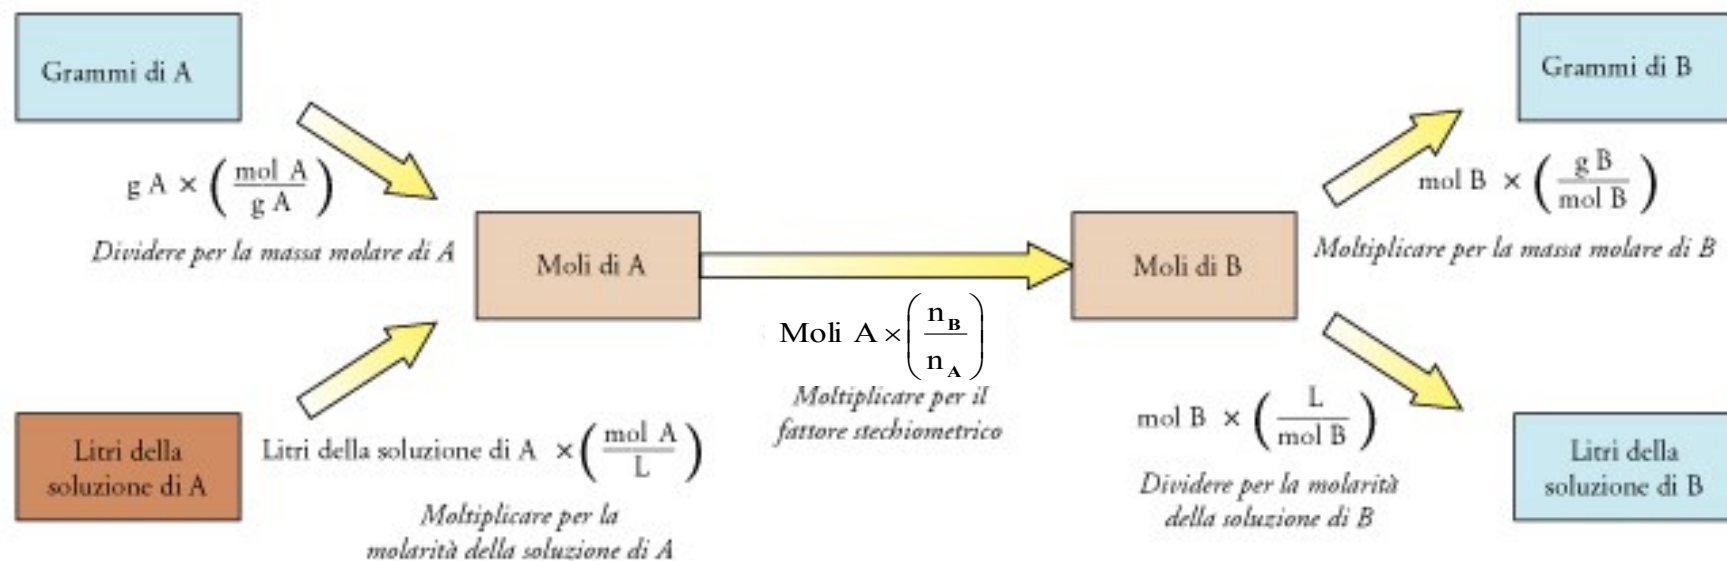 Grammi di A
g A × (mol A / g A)
Dividere per la massa molare di A
Litri della
soluzione di A
Litri della soluzione di A × (mol A / L)
Moltiplicare per la
molarità della soluzione di A
Moli di A
Moli A × (n_B / n_A)
Moltiplicare per il
fattore stechiometrico
Moli di B
Grammi di B
mol B × (g B / mol B)
Moltiplicare per la massa molare di B
mol B × (L / mol B)
Dividere per la molarità
della soluzione di B
Litri della
soluzione di B